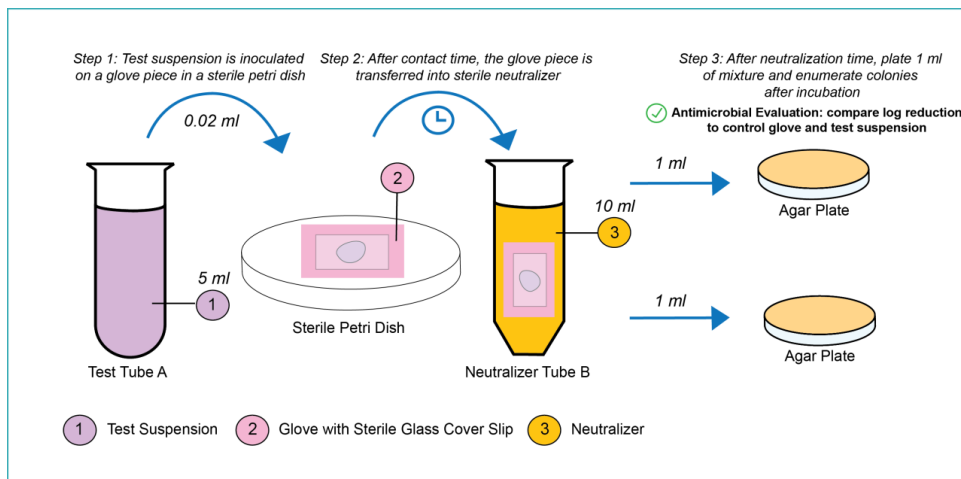 Step 1: Test suspension is inoculated
on a glove piece in a sterile petri dish
Step 2: After contact time, the glove piece is
transferred into sterile neutralizer
Step 3: After neutralization time, plate 1 ml
of mixture and enumerate colonies
after incubation
Antimicrobial Evaluation: compare log reduction
to control glove and test suspension
0.02 ml
2
1 ml
Agar Plate
10 ml
3
5 ml
1
1 ml
Sterile Petri Dish
Agar Plate
Test Tube A
Neutralizer Tube B
1 Test Suspension
2 Glove with Sterile Glass Cover Slip
3 Neutralizer